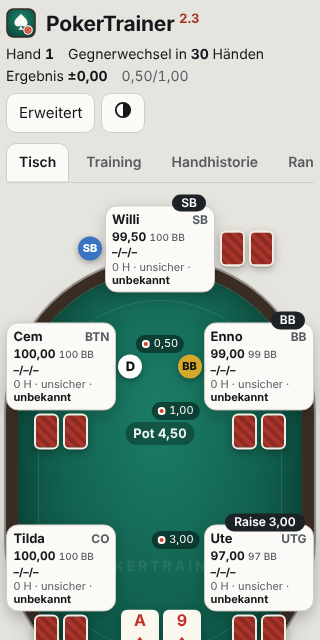 PokerTrainer 2.3
Hand 1 Gegnerwechsel in 30 Händen
Ergebnis ±0,00 0,50/1,00
Erweitert
Tisch Training Handhistorie Ran
SB
Willi SB
99,50 100 BB
–/–/–
0 H · unsicher ·
unbekannt
SB
BB
Cem BTN
100,00 100 BB
–/–/–
0 H · unsicher ·
unbekannt
Enno BB
99,00 99 BB
–/–/–
0 H · unsicher ·
unbekannt
0,50
D
BB
1,00
Pot 4,50
Raise 3,00
Tilda CO
100,00 100 BB
–/–/–
0 H · unsicher ·
unbekannt
Ute UTG
97,00 97 BB
–/–/–
0 H · unsicher ·
unbekannt
3,00
KERTRAIN
A 9